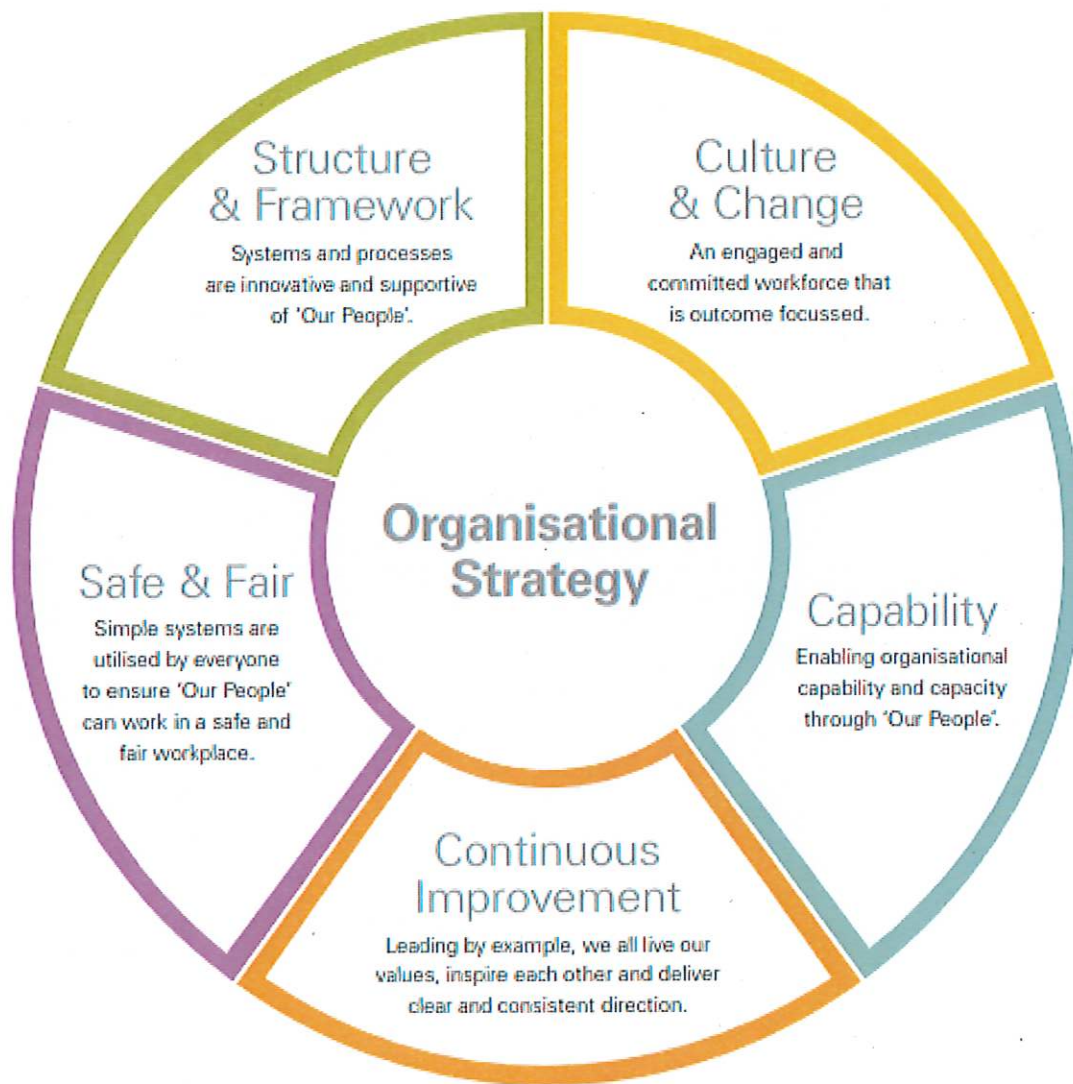 Structure
& Framework
Systems and processes
are innovative and supportive
of 'Our People'.
Culture
& Change
An engaged and
committed workforce that
is outcome focussed.
Organisational
Strategy
Safe & Fair
Simple systems are
utilised by everyone
to ensure 'Our People'
can work in a safe and
fair workplace.
Capability
Enabling organisational
capability and capacity
through 'Our People'.
Continuous
Improvement
Leading by example, we all live our
values, inspire each other and deliver
clear and consistent direction.